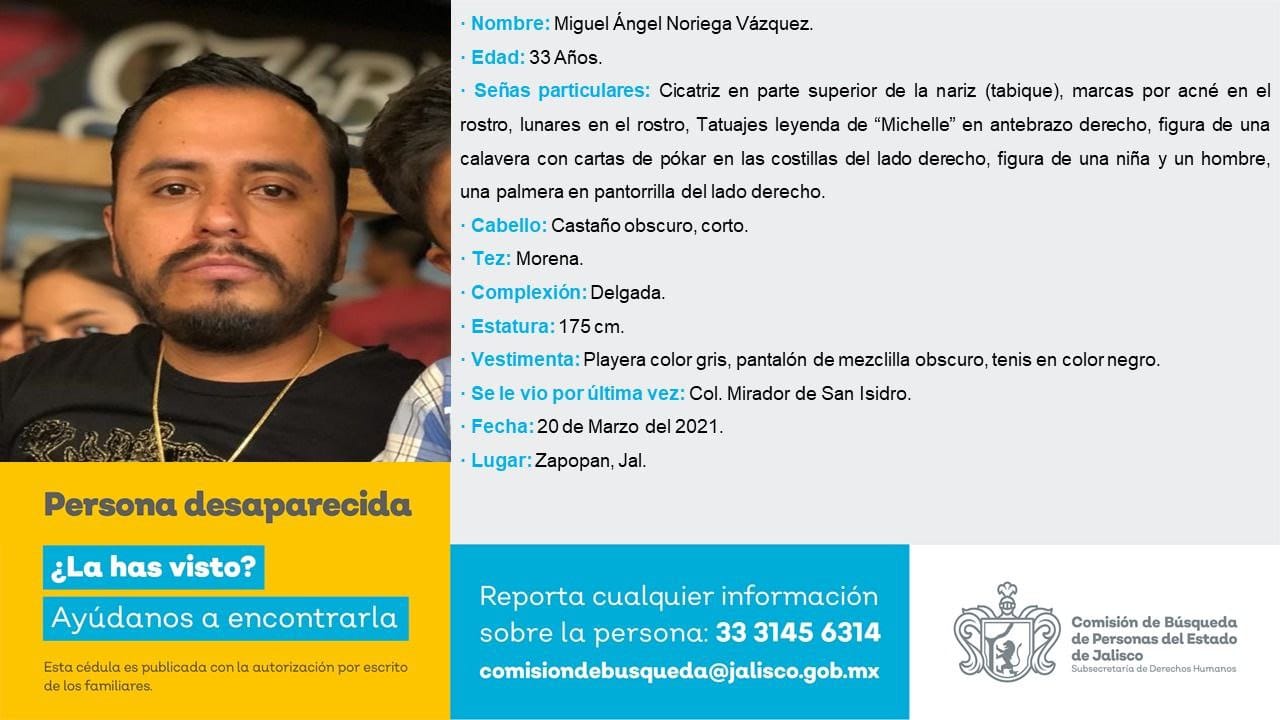 · Nombre: Miguel Ángel Noriega Vázquez.
· Edad: 33 Años.
· Señas particulares: Cicatriz en parte superior de la nariz (tabique), marcas por acné en el
rostro, lunares en el rostro, Tatuajes leyenda de “Michelle” en antebrazo derecho, figura de una
calavera con cartas de pókar en las costillas del lado derecho, figura de una niña y un hombre,
una palmera en pantorrilla del lado derecho.
· Cabello: Castaño obscuro, corto.
· Tez: Morena.
· Complexión: Delgada.
· Estatura: 175 cm.
· Vestimenta: Playera color gris, pantalón de mezclilla obscuro, tenis en color negro.
· Se le vio por última vez: Col. Mirador de San Isidro.
· Fecha: 20 de Marzo del 2021.
· Lugar: Zapopan, Jal.
Persona desaparecida
¿La has visto?
Ayúdanos a encontrarla
Esta cédula es publicada con la autorización por escrito
de los familiares.
Reporta cualquier información
sobre la persona: 33 3145 6314
comisiondebusqueda@jalisco.gob.mx
Comisión de Búsqueda
de Personas del Estado
de Jalisco
Subsecretaría de Derechos Humanos